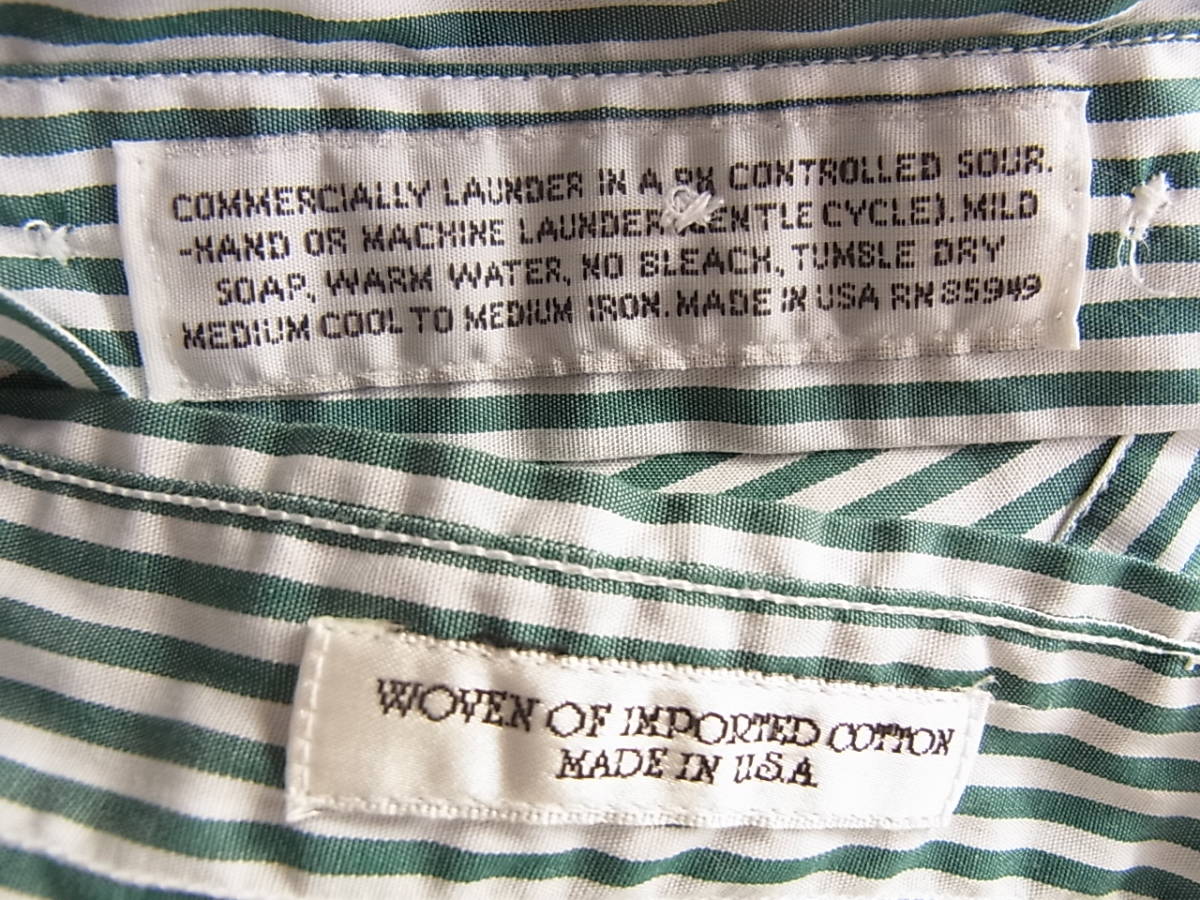 COMMERCIALLY LAUNDER IN A PH CONTROLLED SOUR.
-HAND OR MACHINE LAUNDER CYCLE). MILD
SOAP, WARM WATER, NO BLEACH, TUMBLE DRY
MEDIUM COOL TO MEDIUM IRON. MADE IN USA RN 85949
WOVEN OF IMPORTED COTTON
MADE IN U.S.A